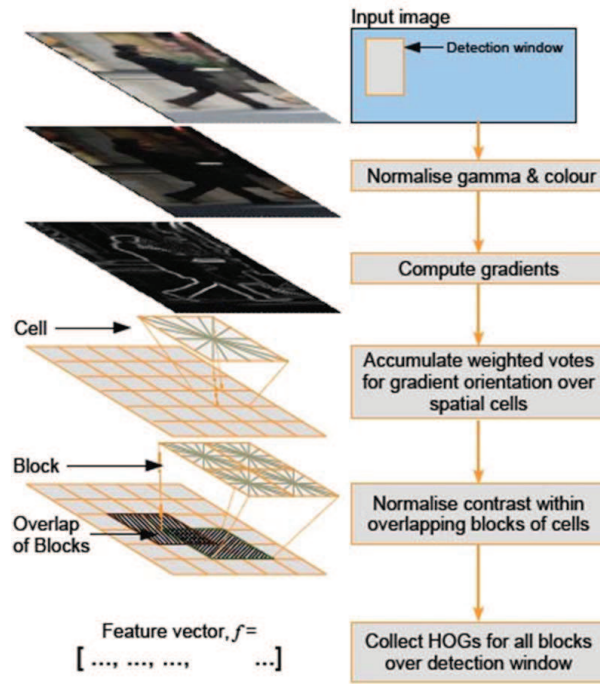 Input image
Detection window
Normalise gamma & colour
Compute gradients
Cell
Accumulate weighted votes
for gradient orientation over
spatial cells
Block
Overlap
of Blocks
Normalise contrast within
overlapping blocks of cells
Feature vector, f =
[ ..., ..., ..., ...]
Collect HOGs for all blocks
over detection window